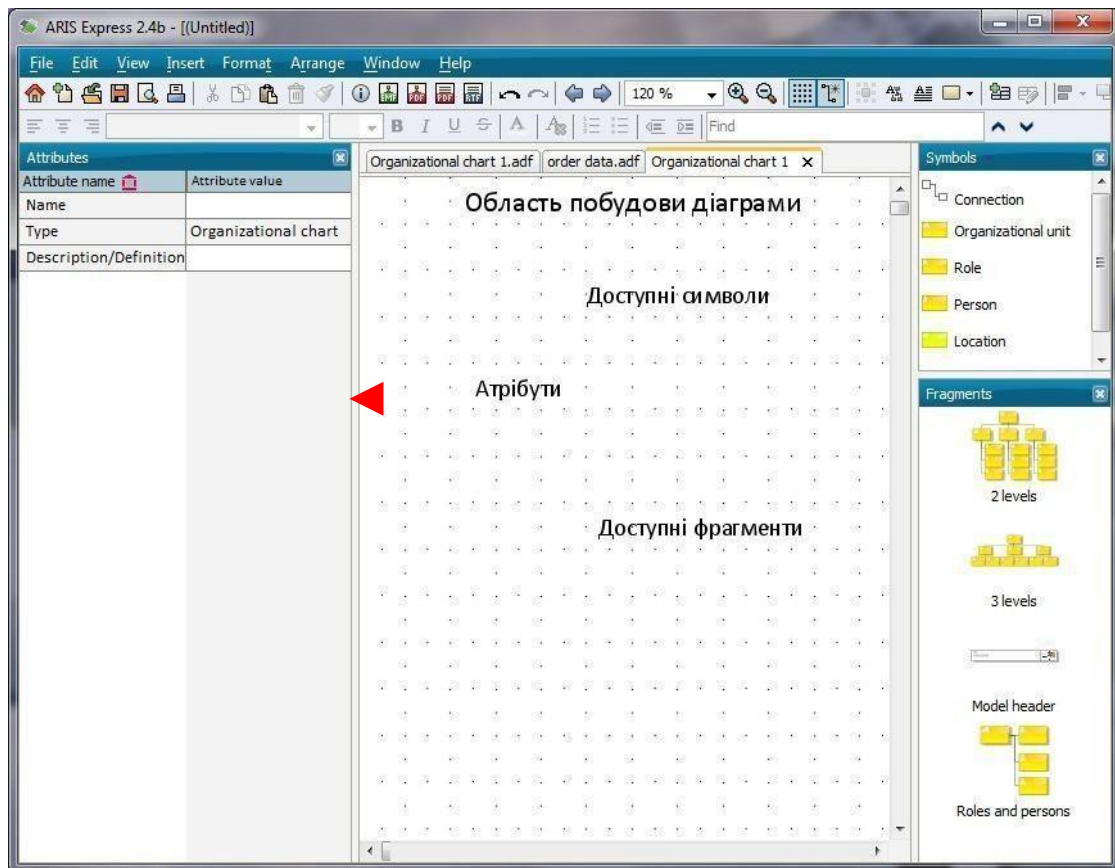 ARIS Express 2.4b - [(Untitled)]
File Edit View Insert Format Arrange Window Help
120 %
Find
Attributes
Attribute name Attribute value
Name
Type Organizational chart
Description/Definition
Organizational chart 1.adf order data.adf Organizational chart 1
Область побудови діаграми
Доступні символи
Атрібути
Доступні фрагменти
Symbols
Connection
Organizational unit
Role
Person
Location
Fragments
2 levels
3 levels
Model header
Roles and persons